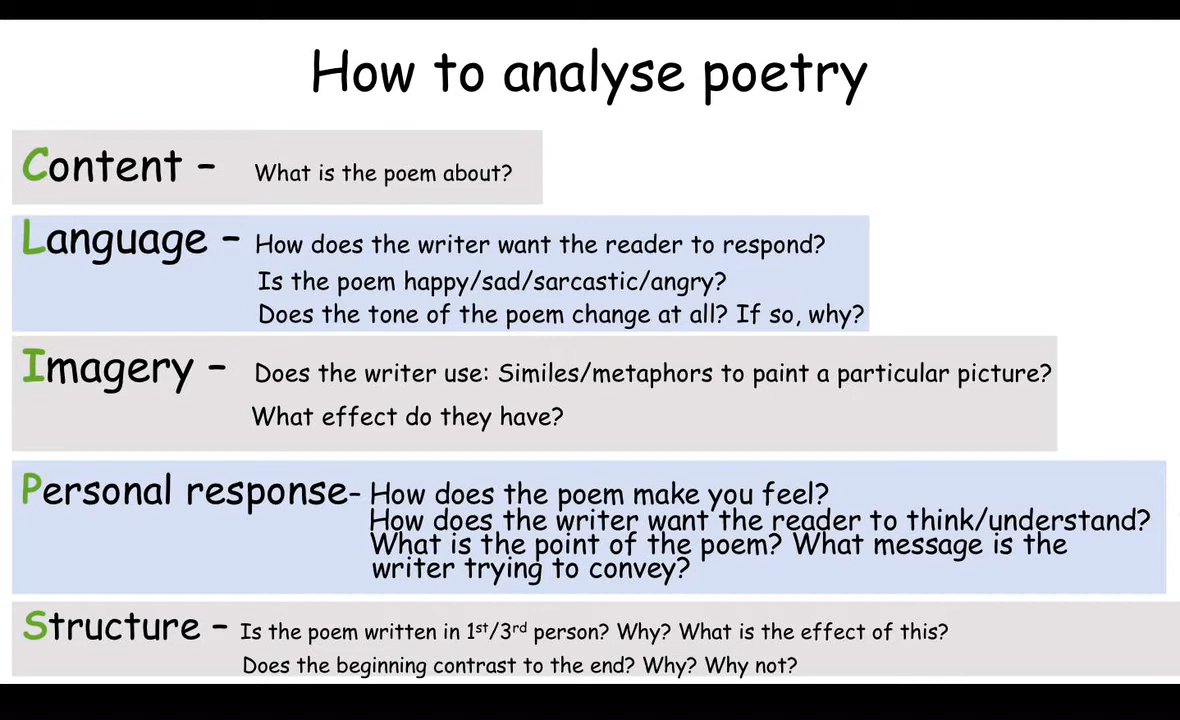 How to analyse poetry
Content – What is the poem about?
Language – How does the writer want the reader to respond?
Is the poem happy/sad/sarcastic/angry?
Does the tone of the poem change at all? If so, why?
Imagery – Does the writer use: Similes/metaphors to paint a particular picture?
What effect do they have?
Personal response– How does the poem make you feel?
How does the writer want the reader to think/understand?
What is the point of the poem? What message is the
writer trying to convey?
Structure – Is the poem written in 1st/3rd person? Why? What is the effect of this?
Does the beginning contrast to the end? Why? Why not?